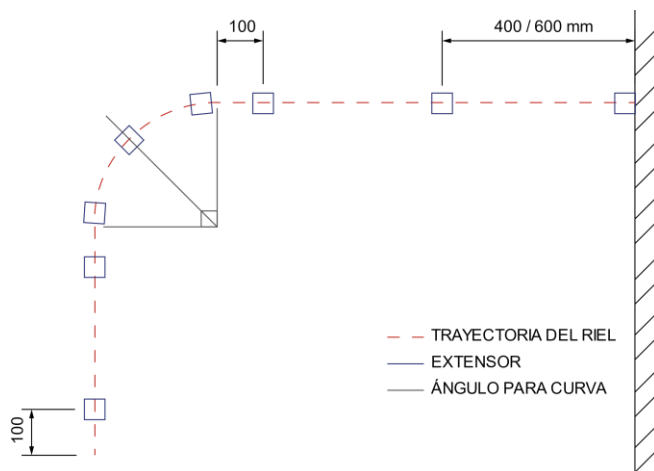 100
400 / 600 mm
TRAYECTORIA DEL RIEL
EXTENSOR
ÁNGULO PARA CURVA
100